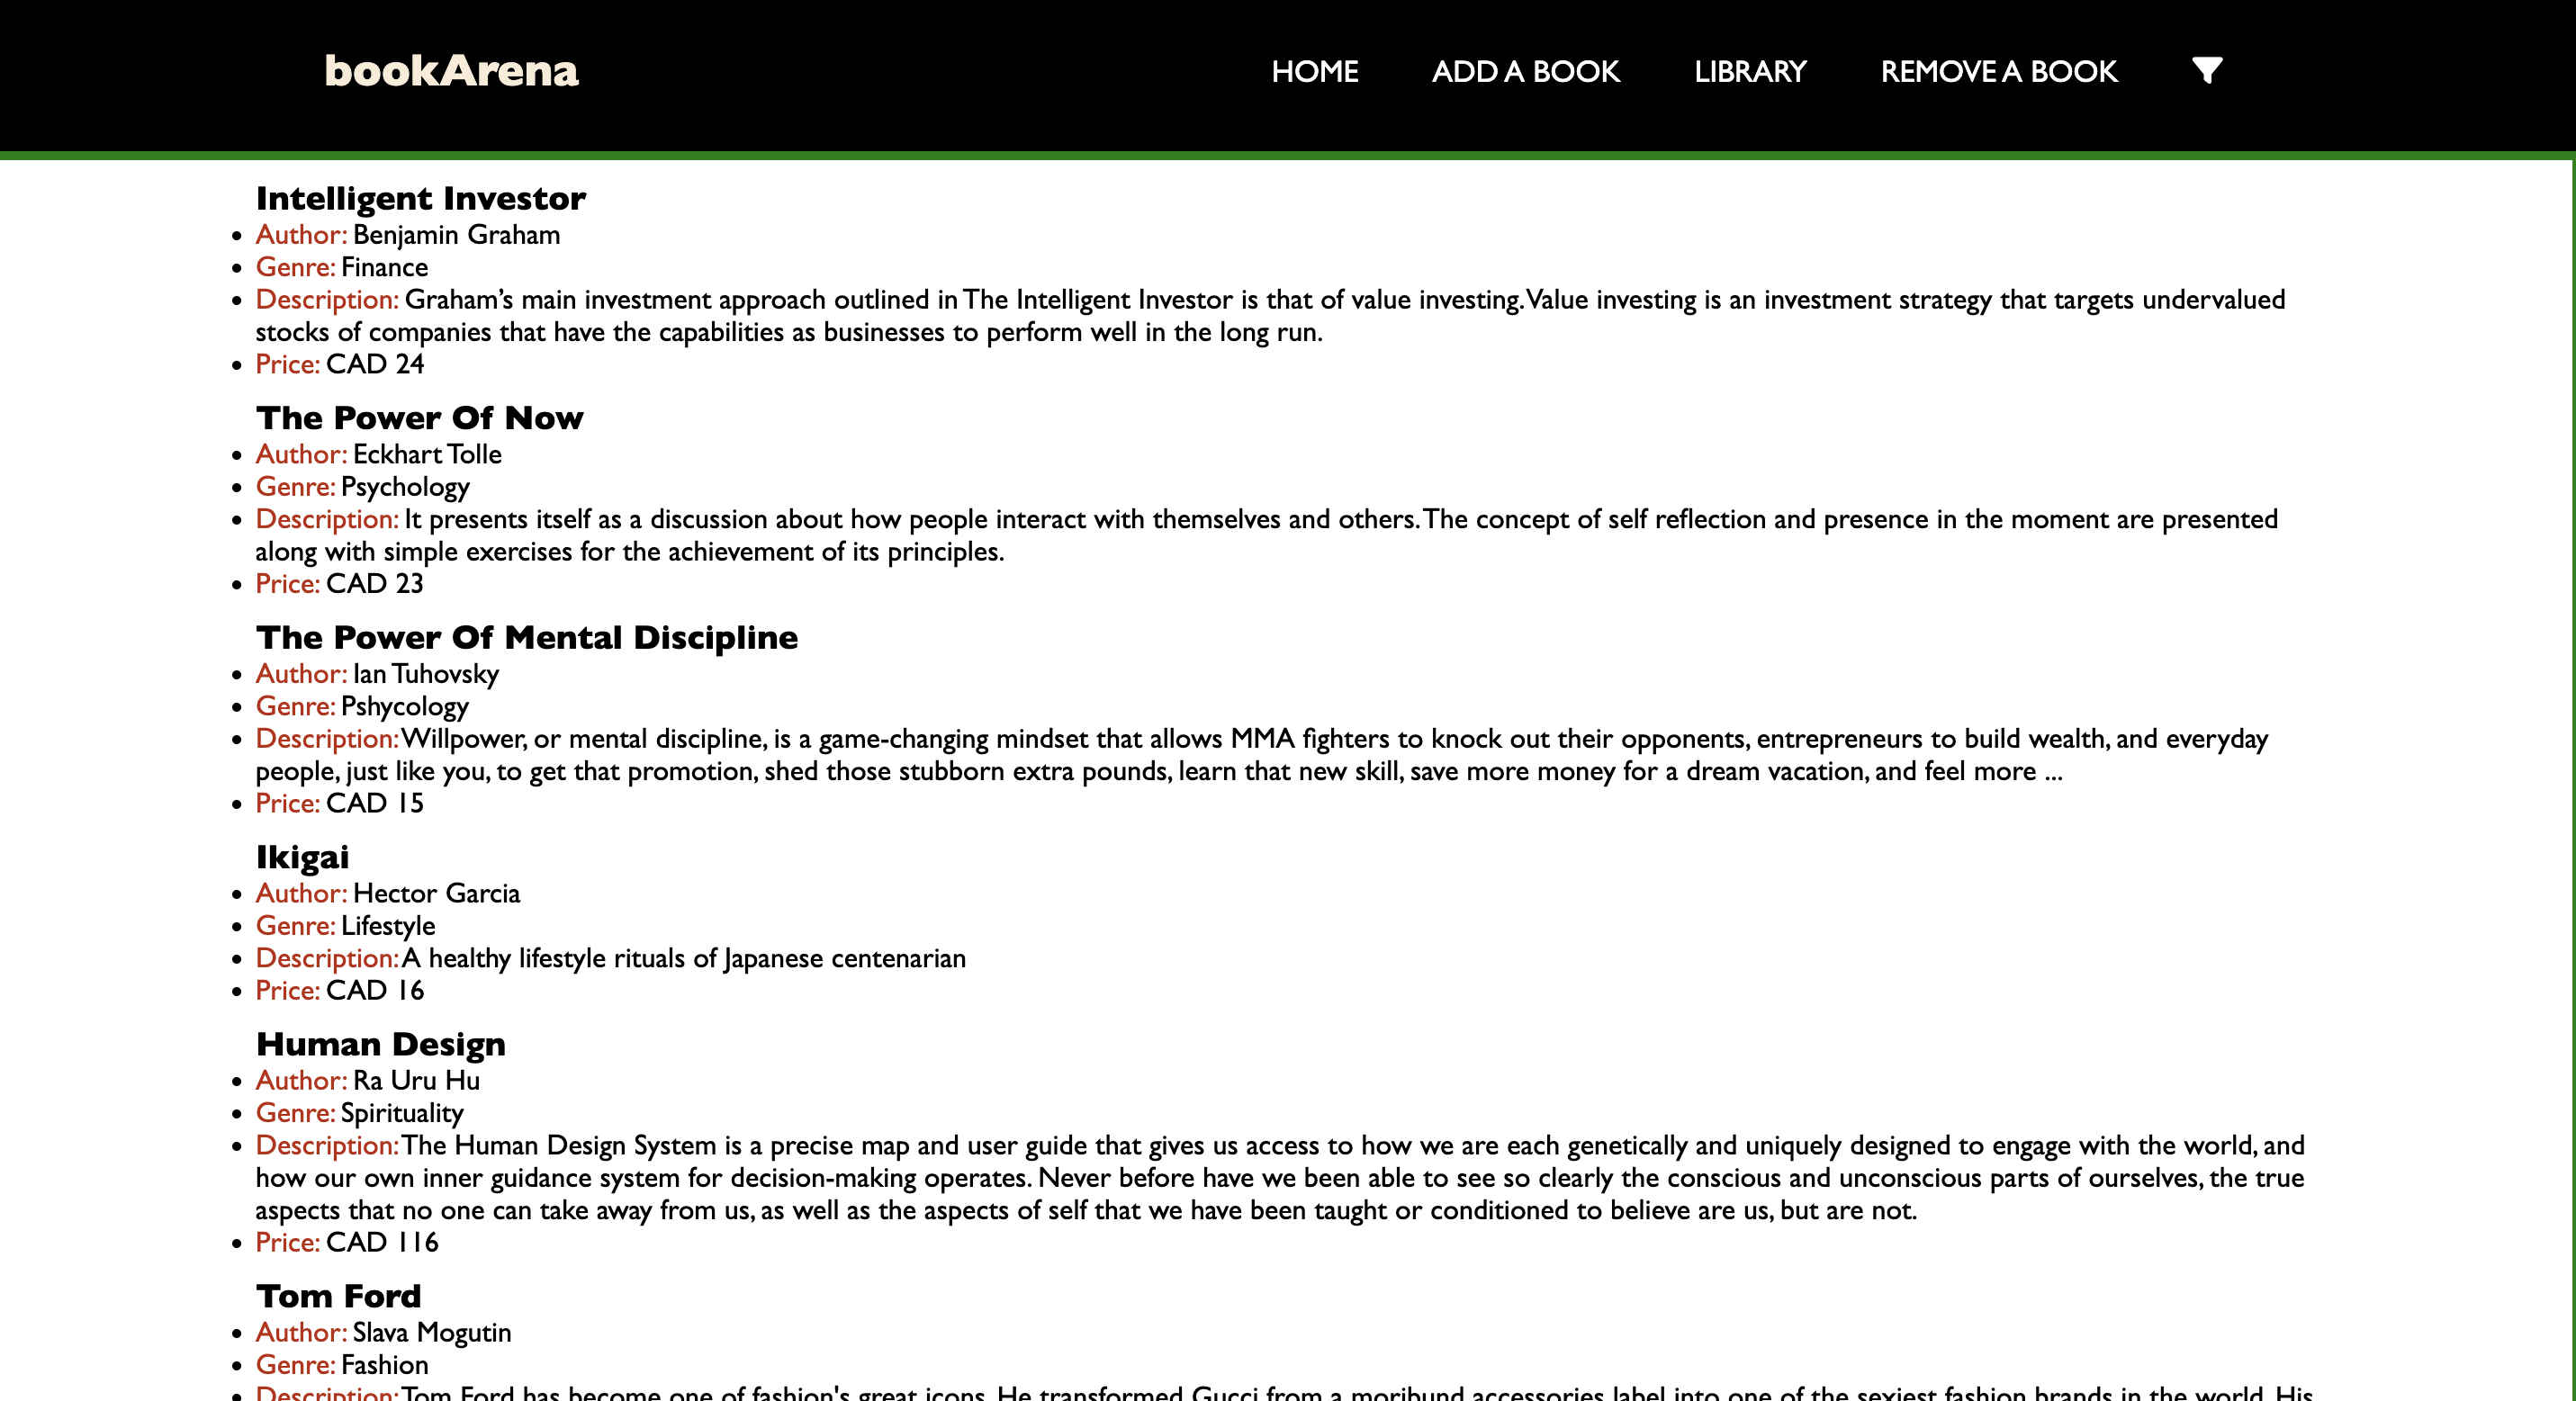 bookArena
HOME ADD A BOOK LIBRARY REMOVE A BOOK
Intelligent Investor
• Author: Benjamin Graham
• Genre: Finance
• Description: Graham’s main investment approach outlined in The Intelligent Investor is that of value investing. Value investing is an investment strategy that targets undervalued
stocks of companies that have the capabilities as businesses to perform well in the long run.
• Price: CAD 24
The Power Of Now
• Author: Eckhart Tolle
• Genre: Psychology
• Description: It presents itself as a discussion about how people interact with themselves and others. The concept of self reflection and presence in the moment are presented
along with simple exercises for the achievement of its principles.
• Price: CAD 23
The Power Of Mental Discipline
• Author: Ian Tuhovsky
• Genre: Pshycology
• Description: Willpower, or mental discipline, is a game-changing mindset that allows MMA fighters to knock out their opponents, entrepreneurs to build wealth, and everyday
people, just like you, to get that promotion, shed those stubborn extra pounds, learn that new skill, save more money for a dream vacation, and feel more ...
• Price: CAD 15
Ikigai
• Author: Hector Garcia
• Genre: Lifestyle
• Description: A healthy lifestyle rituals of Japanese centenarian
• Price: CAD 16
Human Design
• Author: Ra Uru Hu
• Genre: Spirituality
• Description: The Human Design System is a precise map and user guide that gives us access to how we are each genetically and uniquely designed to engage with the world, and
how our own inner guidance system for decision-making operates. Never before have we been able to see so clearly the conscious and unconscious parts of ourselves, the true
aspects that no one can take away from us, as well as the aspects of self that we have been taught or conditioned to believe are us, but are not.
• Price: CAD 116
Tom Ford
• Author: Slava Mogutin
• Genre: Fashion
• Description: Tom Ford has become one of fashion's great icons. He transformed Gucci from a moribund accessories label into one of the sexiest fashion brands in the world. His